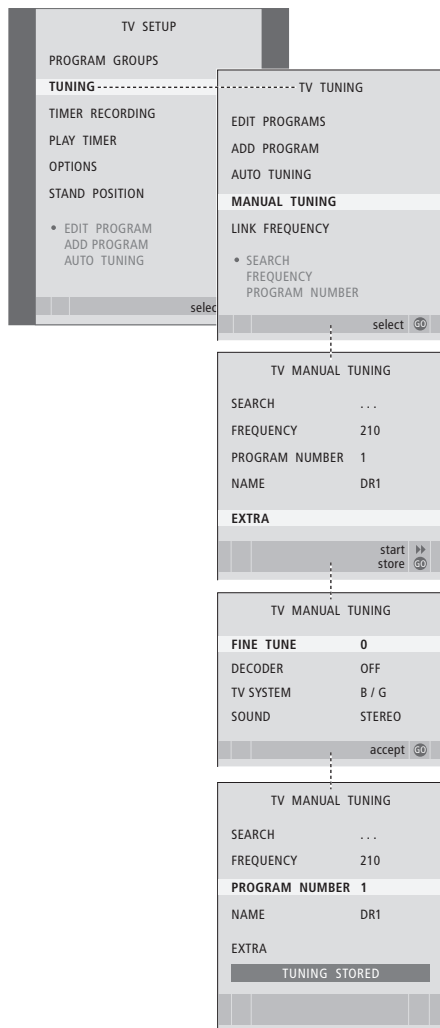 TV SETUP
PROGRAM GROUPS
TUNING
TIMER RECORDING
PLAY TIMER
OPTIONS
STAND POSITION
• EDIT PROGRAM
ADD PROGRAM
AUTO TUNING
selec
TV TUNING
EDIT PROGRAMS
ADD PROGRAM
AUTO TUNING
MANUAL TUNING
LINK FREQUENCY
• SEARCH
FREQUENCY
PROGRAM NUMBER
select GO
TV MANUAL TUNING
SEARCH . . .
FREQUENCY 210
PROGRAM NUMBER 1
NAME DR1
EXTRA
start
store GO
TV MANUAL TUNING
FINE TUNE 0
DECODER OFF
TV SYSTEM B / G
SOUND STEREO
accept GO
TV MANUAL TUNING
SEARCH . . .
FREQUENCY 210
PROGRAM NUMBER 1
NAME DR1
EXTRA
TUNING STORED